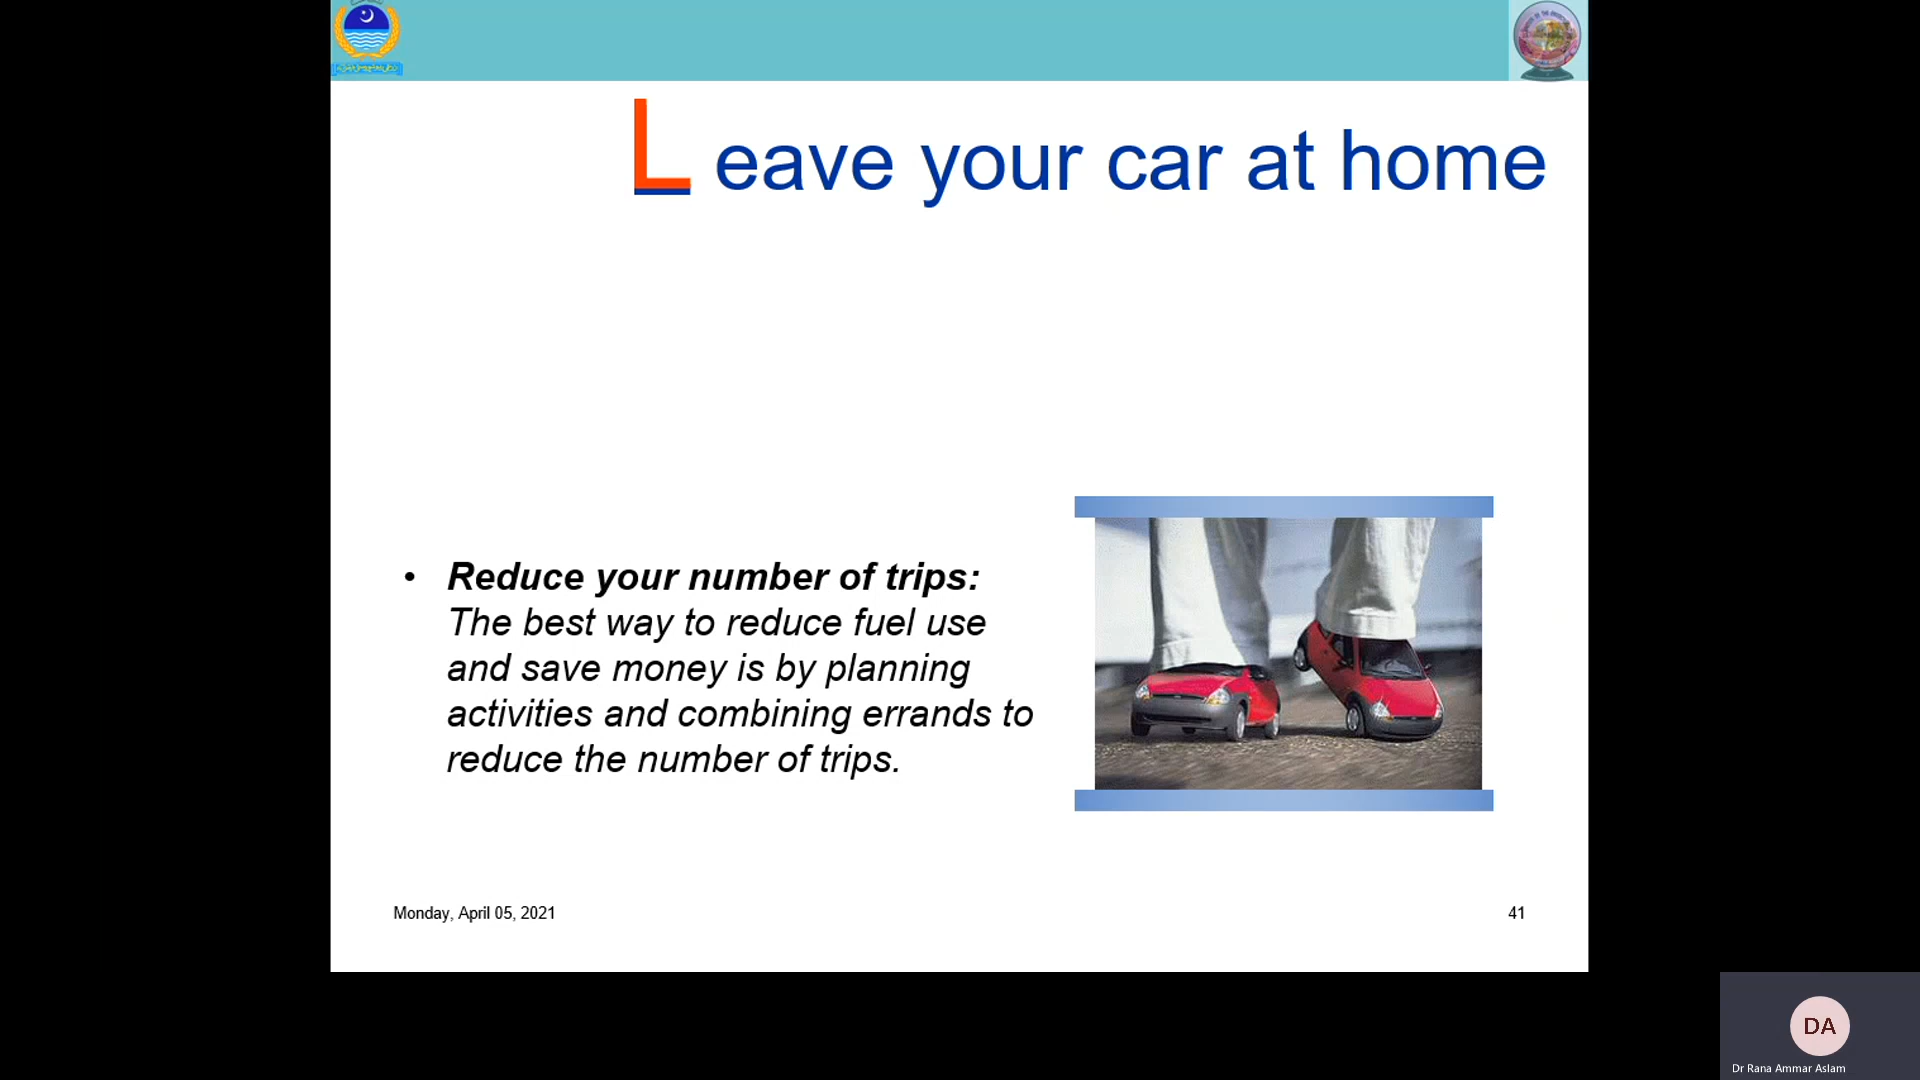 L eave your car at home
• Reduce your number of trips:
The best way to reduce fuel use
and save money is by planning
activities and combining errands to
reduce the number of trips.
Monday, April 05, 2021
41
DA
Dr Rana Ammar Aslam